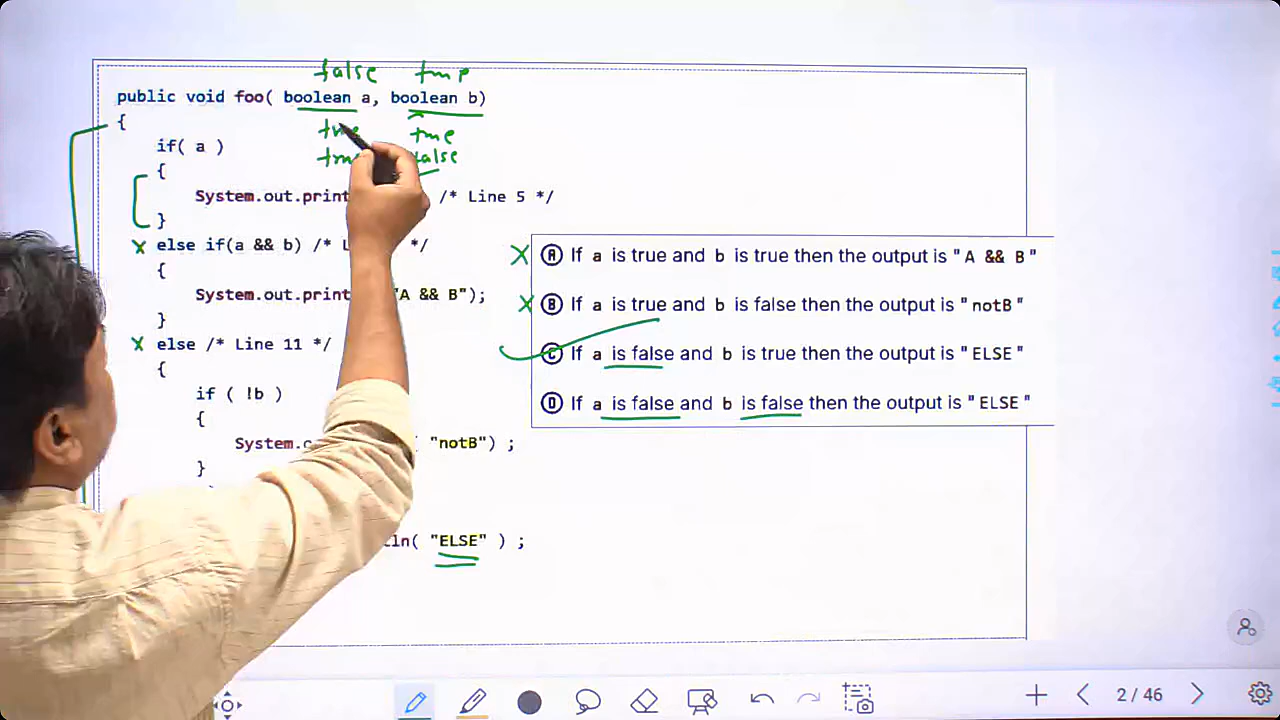 false true
public void foo( boolean a, boolean b)
{
true true
if( a )
false
{
System.out.print /* Line 5 */
}
X else if(a && b) /* */
{
System.out.print "A && B");
}
X else /* Line 11 */
{
if ( !b )
{
"notB") ;
}
ln( "ELSE" ) ;
X A If a is true and b is true then the output is "A && B"
X B If a is true and b is false then the output is "notB"
C If a is false and b is true then the output is "ELSE"
D If a is false and b is false then the output is "ELSE"
2 / 46